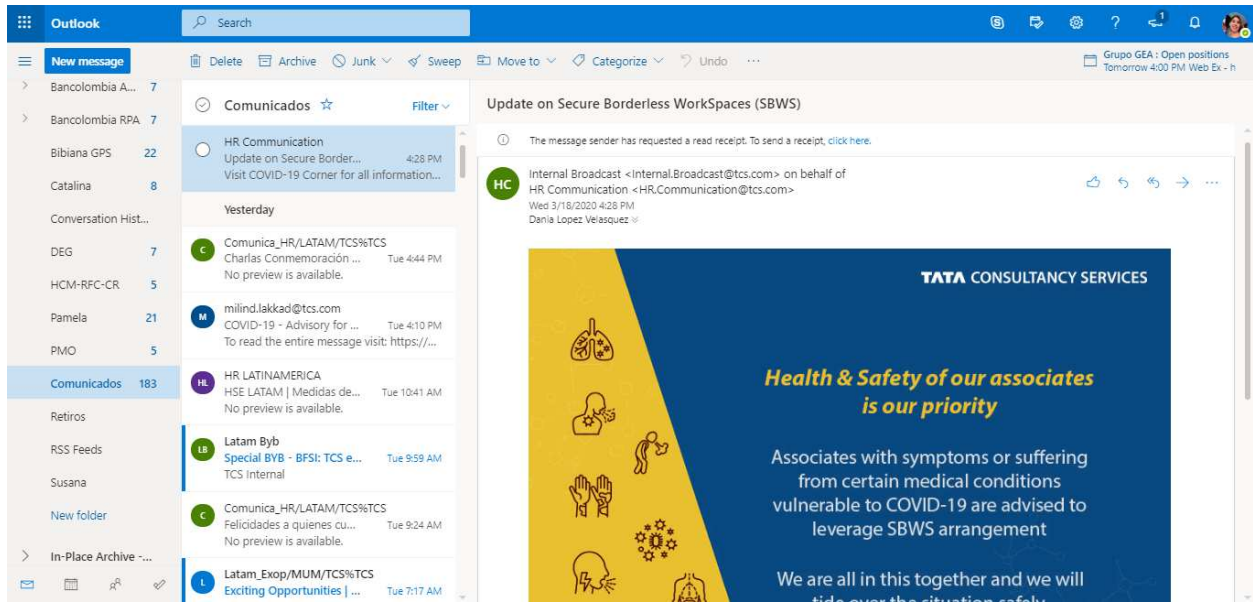 Outlook
Search
New message
Delete Archive Junk Sweep Move to Categorize Undo ...
Grupo GEA : Open positions
Tomorrow 4:00 PM Web Ex - h
Bancolombia A... 7
Bancolombia RPA 7
Bibiana GPS 22
Catalina 8
Conversation Hist...
DEG 7
HCM-RFC-CR 5
Pamela 21
PMO 5
Comunicados 183
Retiros
RSS Feeds
Susana
New folder
In-Place Archive -...
Comunicados Filter
HR Communication
Update on Secure Border... 4:28 PM
Visit COVID-19 Corner for all information...
Yesterday
C
Comunica_HR/LATAM/TCS%TCS
Charlas Conmemoración ... Tue 4:44 PM
No preview is available.
M
milind.lakkad@tcs.com
COVID-19 - Advisory for ... Tue 4:10 PM
To read the entire message visit: https://...
HL
HR LATINAMERICA
HSE LATAM | Medidas de... Tue 10:41 AM
No preview is available.
LB
Latam Byb
Special BYB - BFSI: TCS e... Tue 9:59 AM
TCS Internal
C
Comunica_HR/LATAM/TCS%TCS
Felicidades a quienes cu... Tue 9:24 AM
No preview is available.
L
Latam_Exop/MUM/TCS%TCS
Exciting Opportunities | ... Tue 7:17 AM
Update on Secure Borderless WorkSpaces (SBWS)
The message sender has requested a read receipt. To send a receipt, click here.
HC
Internal Broadcast <Internal.Broadcast@tcs.com> on behalf of
HR Communication <HR.Communication@tcs.com>
Wed 3/18/2020 4:28 PM
Dania Lopez Velasquez
TATA CONSULTANCY SERVICES
Health & Safety of our associates
is our priority
Associates with symptoms or suffering
from certain medical conditions
vulnerable to COVID-19 are advised to
leverage SBWS arrangement
We are all in this together and we will
tide over the situation safely